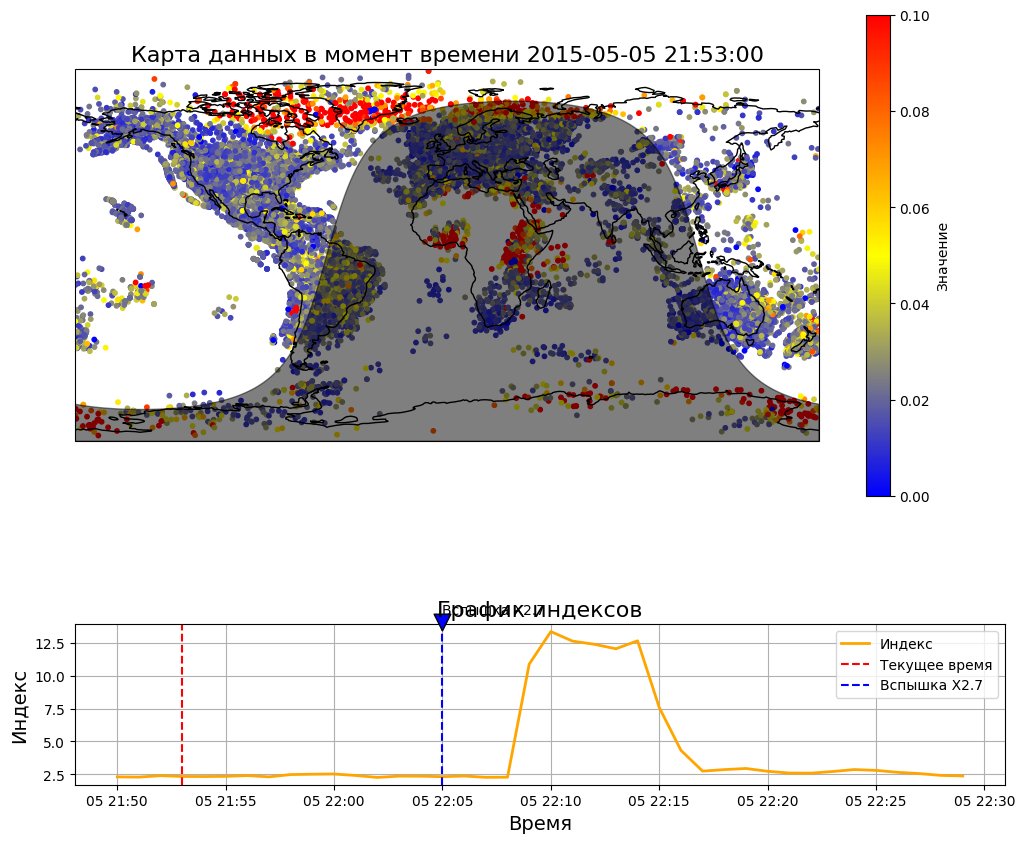 Карта данных в момент времени 2015-05-05 21:53:00
0.10
0.08
0.06
0.04
0.02
0.00
Значение
График индексов
Вспышка X2.7
12.5
10.0
7.5
5.0
2.5
Индекс
Индекс
Текущее время
Вспышка X2.7
05 21:50
05 21:55
05 22:00
05 22:05
05 22:10
05 22:15
05 22:20
05 22:25
05 22:30
Время